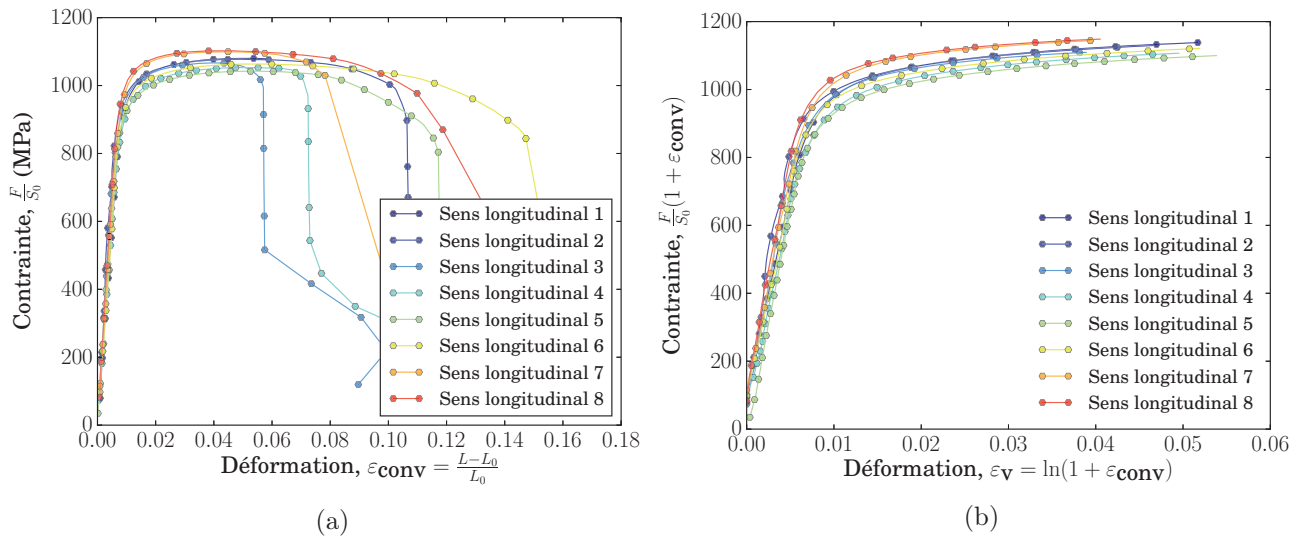 1200
1000
800
600
400
200
0
Contrainte, F/S₀ (MPa)
0.00 0.02 0.04 0.06 0.08 0.10 0.12 0.14 0.16 0.18
Déformation, εconv = L−L₀/L₀
Sens longitudinal 1
Sens longitudinal 2
Sens longitudinal 3
Sens longitudinal 4
Sens longitudinal 5
Sens longitudinal 6
Sens longitudinal 7
Sens longitudinal 8
(a)
1200
1000
800
600
400
200
0
Contrainte, F/S₀(1 + εconv)
0.00 0.01 0.02 0.03 0.04 0.05 0.06
Déformation, εv = ln(1 + εconv)
Sens longitudinal 1
Sens longitudinal 2
Sens longitudinal 3
Sens longitudinal 4
Sens longitudinal 5
Sens longitudinal 6
Sens longitudinal 7
Sens longitudinal 8
(b)